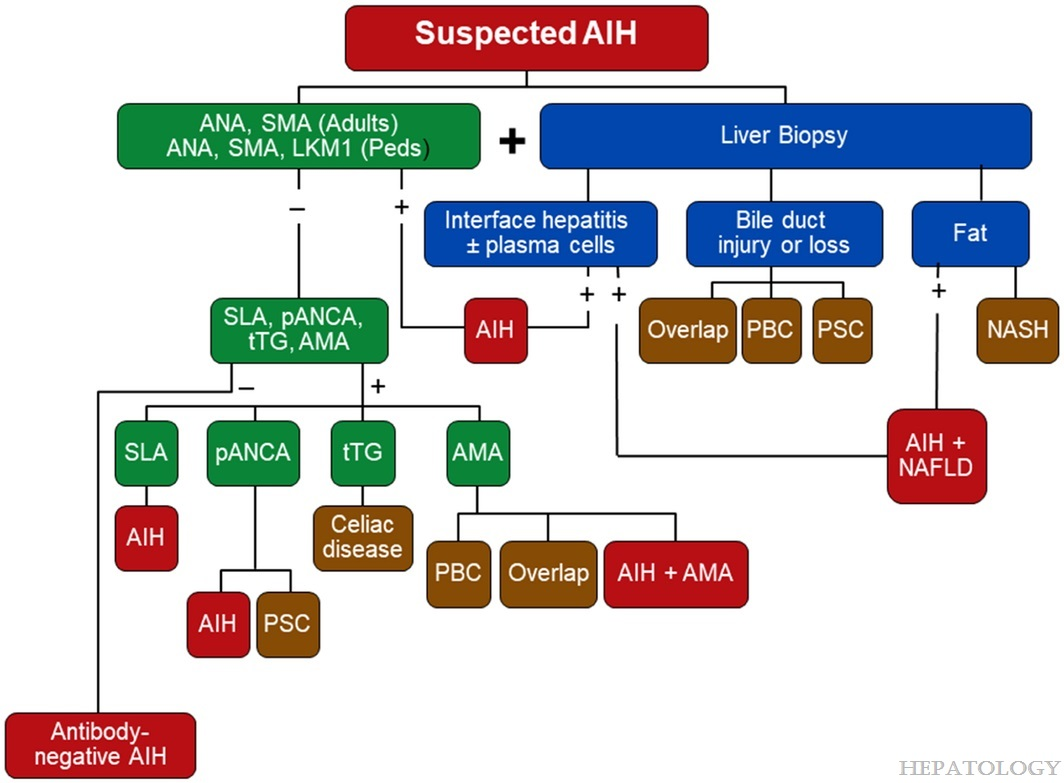 Suspected AIH
ANA, SMA (Adults)
ANA, SMA, LKM1 (Peds)
+
Liver Biopsy
–
+
Interface hepatitis
± plasma cells
Bile duct
injury or loss
Fat
+
+
+
SLA, pANCA,
tTG, AMA
AIH
Overlap
PBC
PSC
NASH
–
+
SLA
pANCA
tTG
AMA
AIH +
NAFLD
AIH
Celiac
disease
PBC
Overlap
AIH + AMA
AIH
PSC
Antibody-
negative AIH
HEPATOLOGY